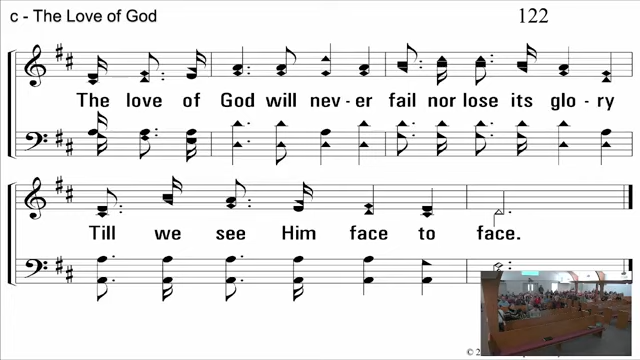 c - The Love of God
122
The love of God will nev-er fail nor lose its glo-ry
Till we see Him face to face.
© 2